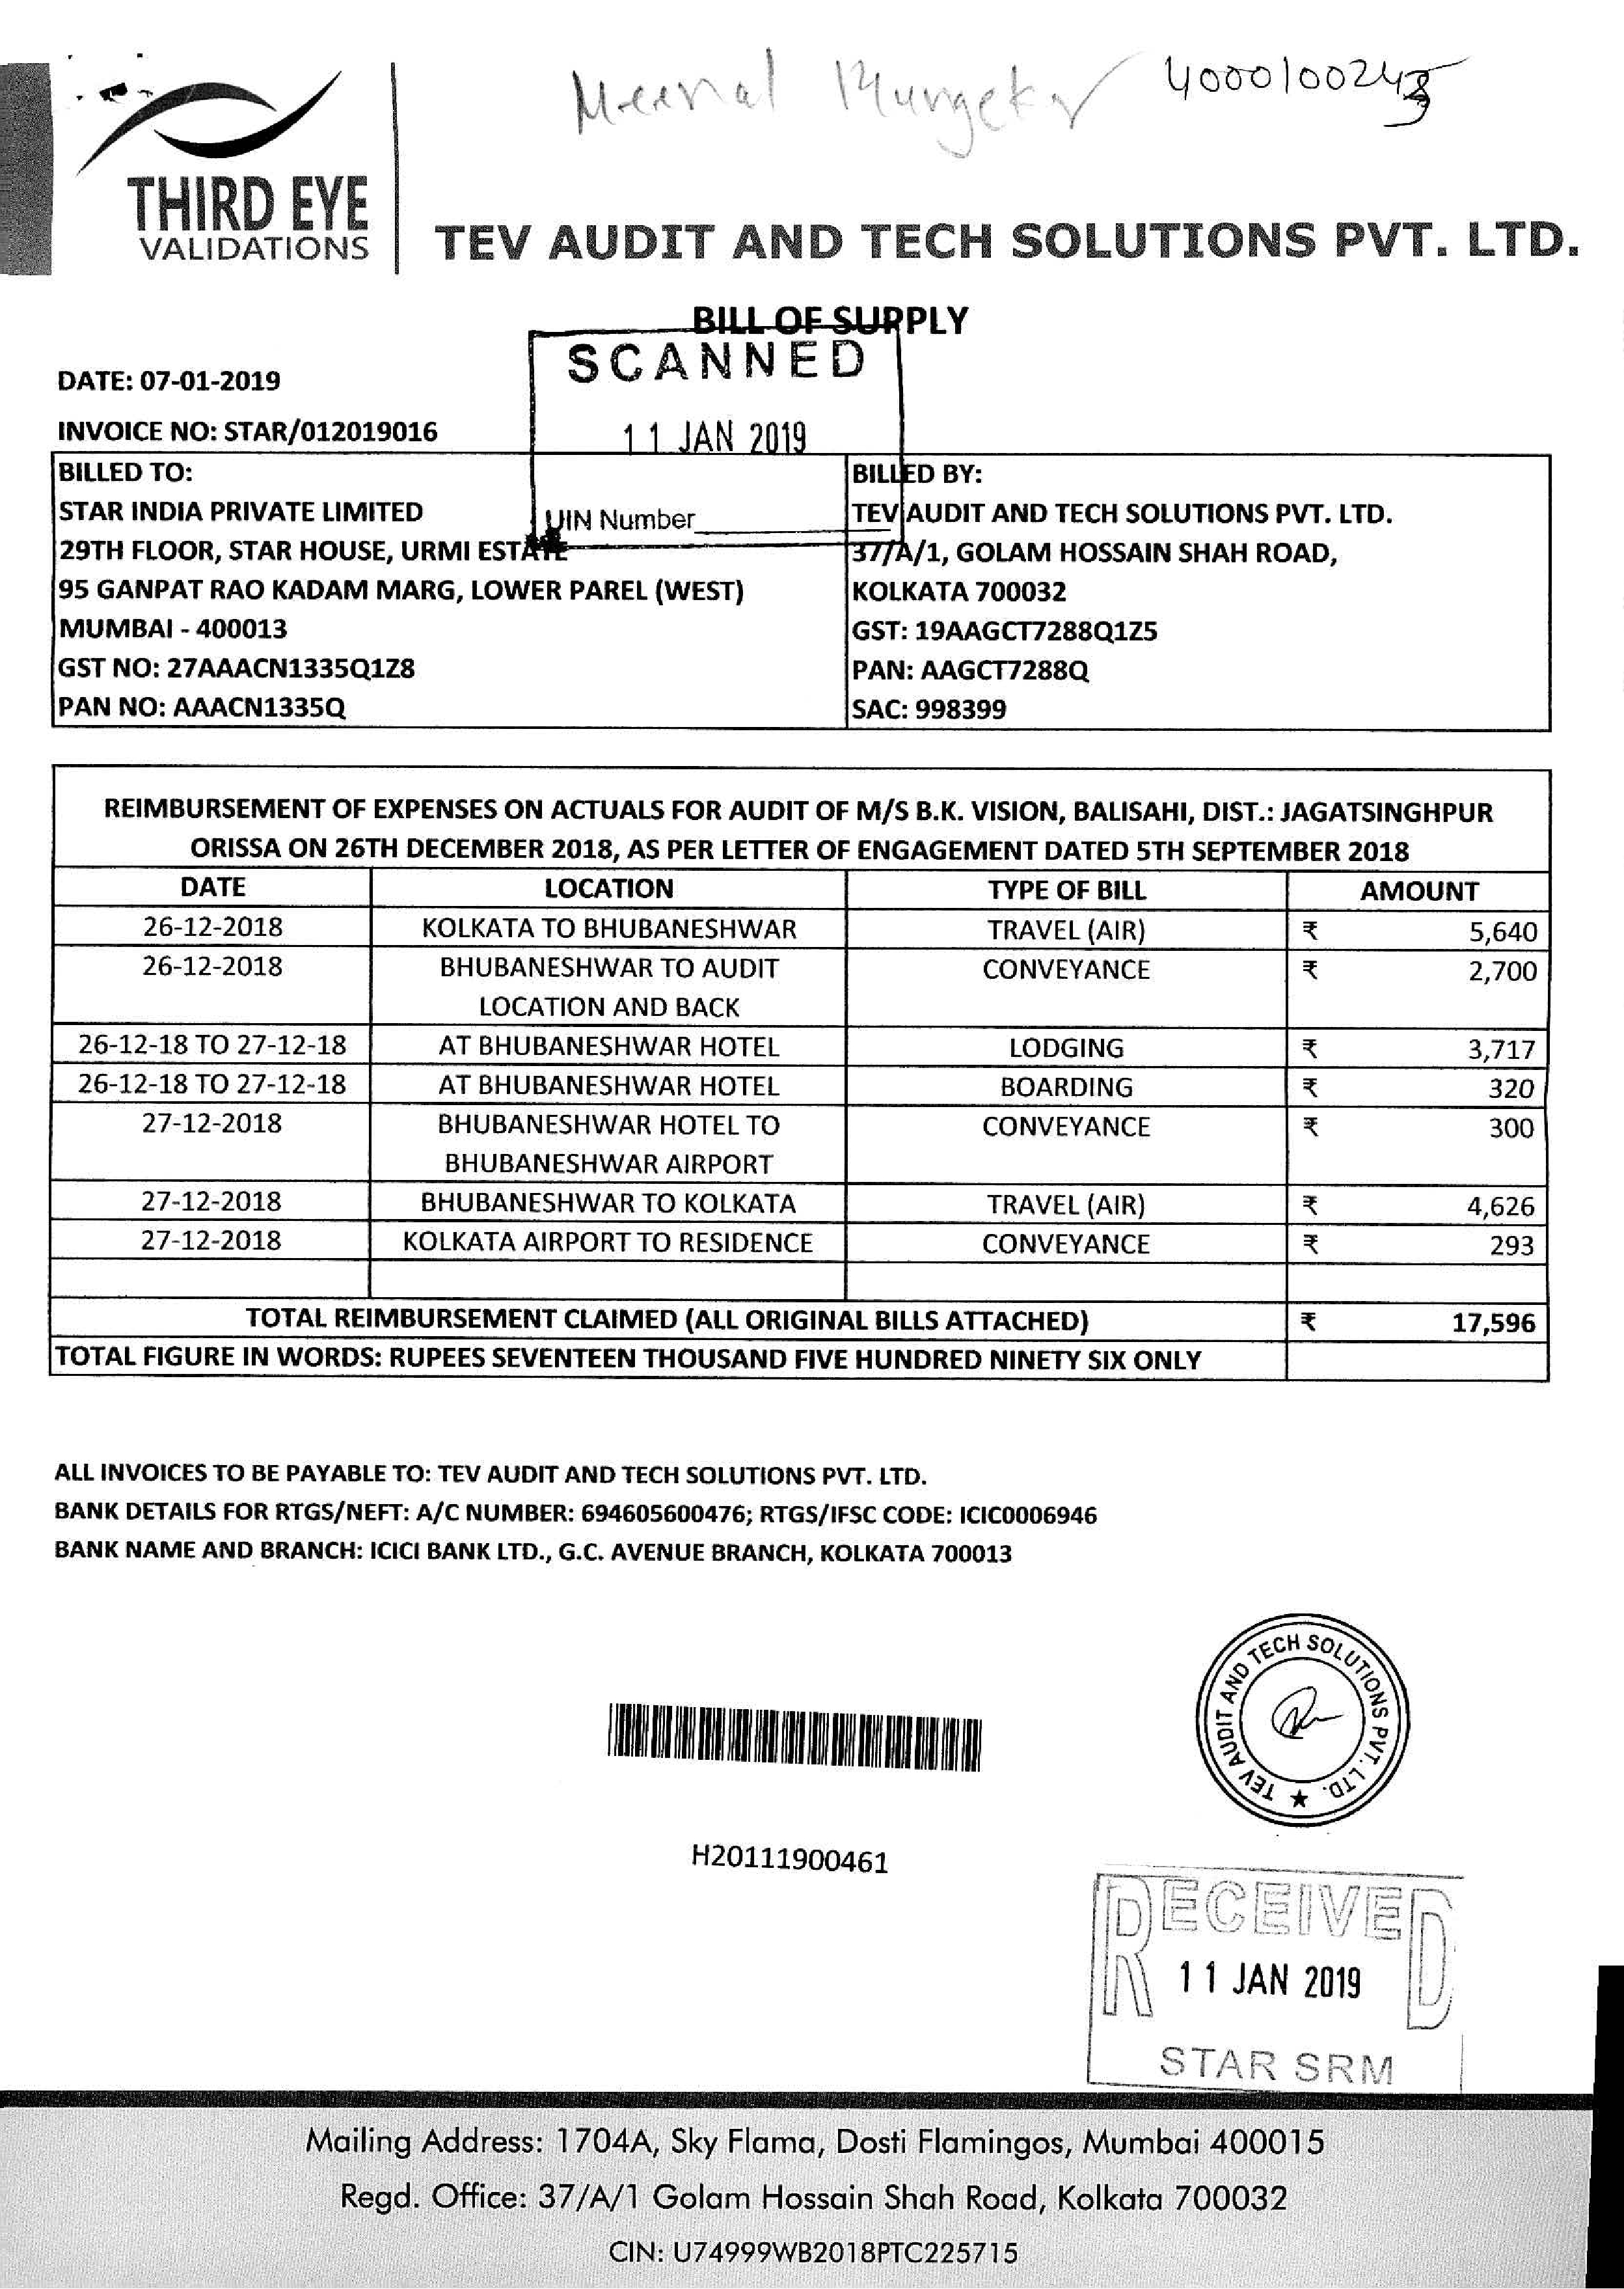 Meenal Mungekar 4000100243
THIRD EYE
VALIDATIONS
TEV AUDIT AND TECH SOLUTIONS PVT. LTD.
BILL OF SUPPLY
SCANNED
11 JAN 2019
UIN Number
DATE: 07-01-2019
INVOICE NO: STAR/012019016
BILLED TO:
STAR INDIA PRIVATE LIMITED
29TH FLOOR, STAR HOUSE, URMI ESTATE
95 GANPAT RAO KADAM MARG, LOWER PAREL (WEST)
MUMBAI - 400013
GST NO: 27AAACN1335Q1Z8
PAN NO: AAACN1335Q
BILLED BY:
TEV AUDIT AND TECH SOLUTIONS PVT. LTD.
37/A/1, GOLAM HOSSAIN SHAH ROAD,
KOLKATA 700032
GST: 19AAGCT7288Q1Z5
PAN: AAGCT7288Q
SAC: 998399
REIMBURSEMENT OF EXPENSES ON ACTUALS FOR AUDIT OF M/S B.K. VISION, BALISAHI, DIST.: JAGATSINGHPUR
ORISSA ON 26TH DECEMBER 2018, AS PER LETTER OF ENGAGEMENT DATED 5TH SEPTEMBER 2018
DATE LOCATION TYPE OF BILL AMOUNT
26-12-2018 KOLKATA TO BHUBANESHWAR TRAVEL (AIR) ₹ 5,640
26-12-2018 BHUBANESHWAR TO AUDIT CONVEYANCE ₹ 2,700
LOCATION AND BACK
26-12-18 TO 27-12-18 AT BHUBANESHWAR HOTEL LODGING ₹ 3,717
26-12-18 TO 27-12-18 AT BHUBANESHWAR HOTEL BOARDING ₹ 320
27-12-2018 BHUBANESHWAR HOTEL TO CONVEYANCE ₹ 300
BHUBANESHWAR AIRPORT
27-12-2018 BHUBANESHWAR TO KOLKATA TRAVEL (AIR) ₹ 4,626
27-12-2018 KOLKATA AIRPORT TO RESIDENCE CONVEYANCE ₹ 293
TOTAL REIMBURSEMENT CLAIMED (ALL ORIGINAL BILLS ATTACHED) ₹ 17,596
TOTAL FIGURE IN WORDS: RUPEES SEVENTEEN THOUSAND FIVE HUNDRED NINETY SIX ONLY
ALL INVOICES TO BE PAYABLE TO: TEV AUDIT AND TECH SOLUTIONS PVT. LTD.
BANK DETAILS FOR RTGS/NEFT: A/C NUMBER: 694605600476; RTGS/IFSC CODE: ICIC0006946
BANK NAME AND BRANCH: ICICI BANK LTD., G.C. AVENUE BRANCH, KOLKATA 700013
TEV AUDIT AND TECH SOLUTIONS PVT. LTD.
H20111900461
RECEIVED
11 JAN 2019
STAR SRM
Mailing Address: 1704A, Sky Flama, Dosti Flamingos, Mumbai 400015
Regd. Office: 37/A/1 Golam Hossain Shah Road, Kolkata 700032
CIN: U74999WB2018PTC225715